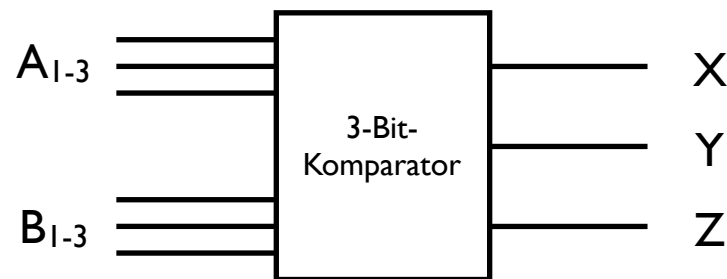 A1-3
3-Bit-
Komparator
B1-3
X
Y
Z